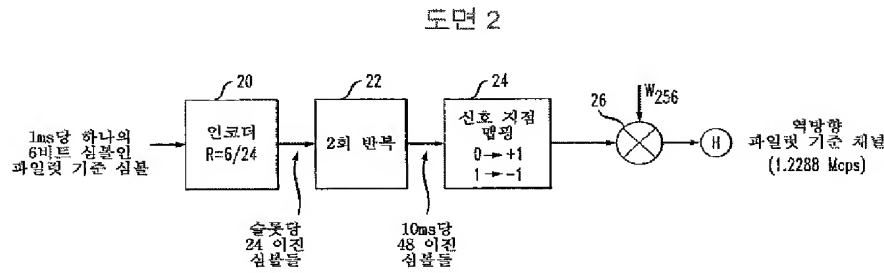 도면 2
1ms당 하나의
6비트 심볼인
파일럿 기준 심볼
20
인코더
R=6/24
슬롯당
24 이진
심볼들
22
2회 반복
10ms당
48 이진
심볼들
24
신호 지점
맵핑
0→+1
1→-1
26
W256
H
역방향
파일럿 기준 채널
(1.2288 Mcps)